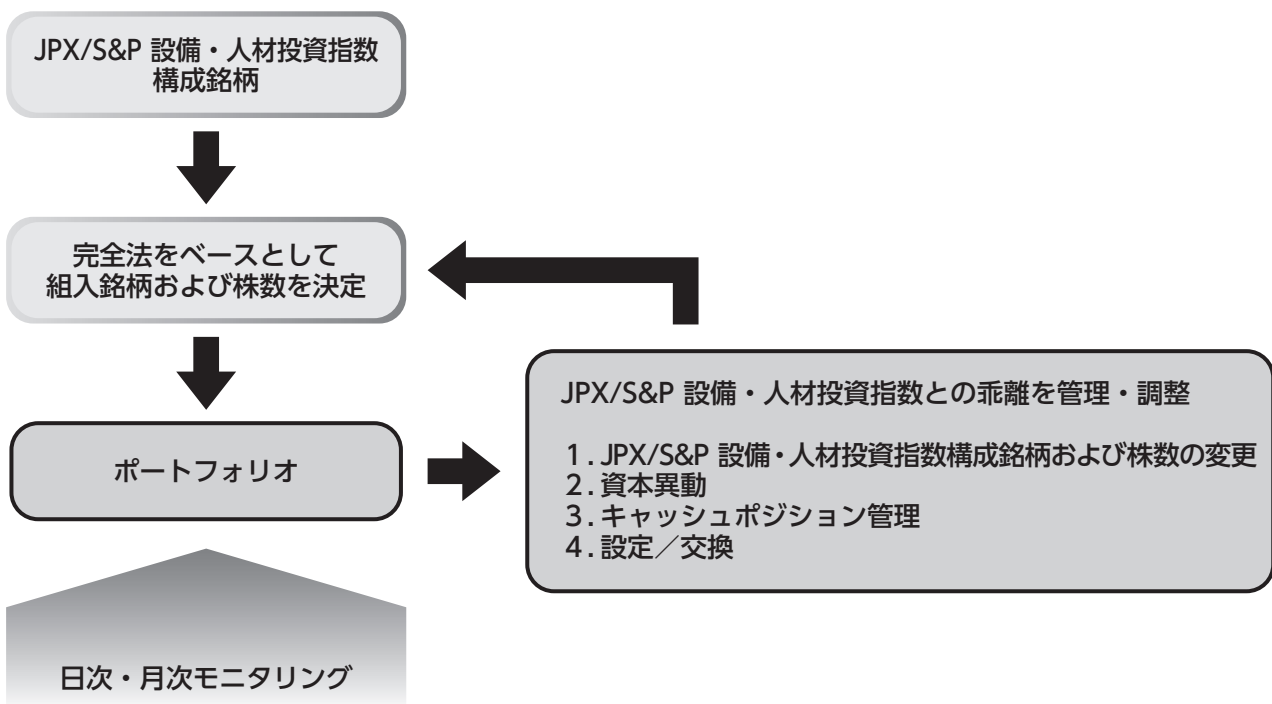 JPX/S&P 設備・人材投資指数
構成銘柄
完全法をベースとして
組入銘柄および株数を決定
ポートフォリオ
JPX/S&P 設備・人材投資指数との乖離を管理・調整
1. JPX/S&P 設備・人材投資指数構成銘柄および株数の変更
2. 資本異動
3. キャッシュポジション管理
4. 設定／交換
日次・月次モニタリング